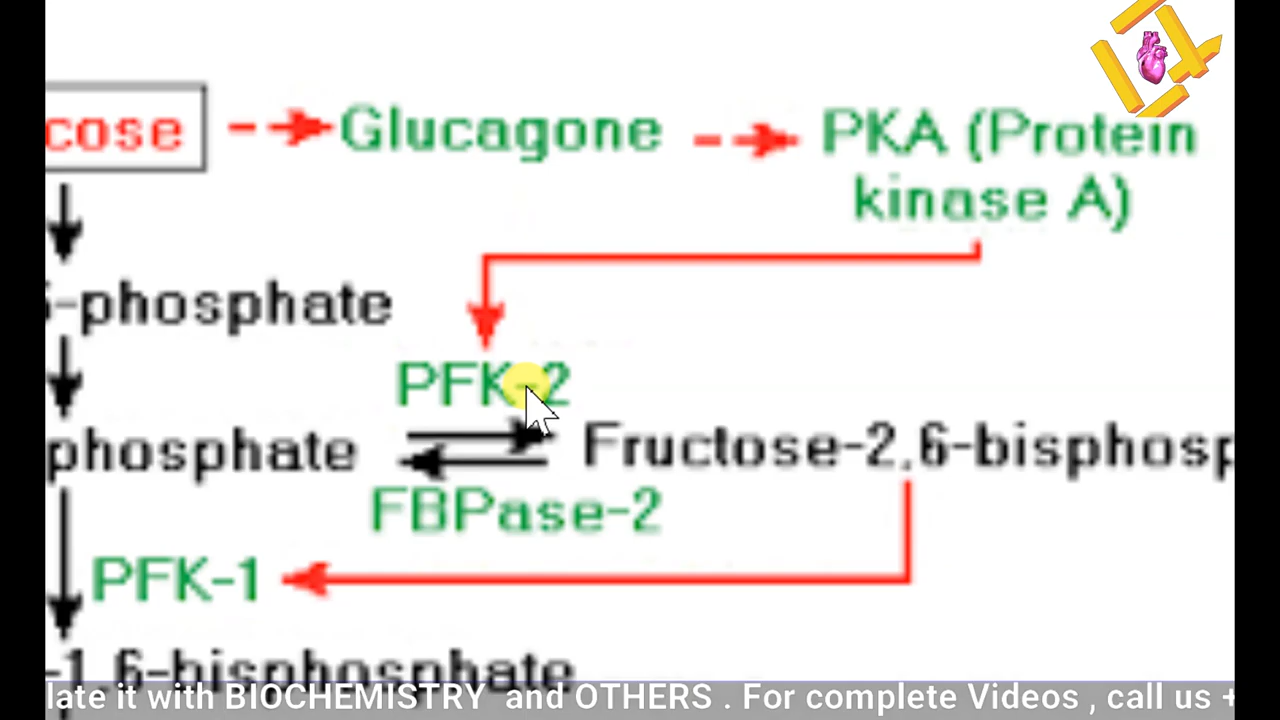 cose Glucagone PKA (Protein
kinase A)
6-phosphate
PFK-2
phosphate Fructose-2,6-bisphosp
FBPase-2
PFK-1
-1,6-bisphosphate
late it with BIOCHEMISTRY and OTHERS . For complete Videos , call us +